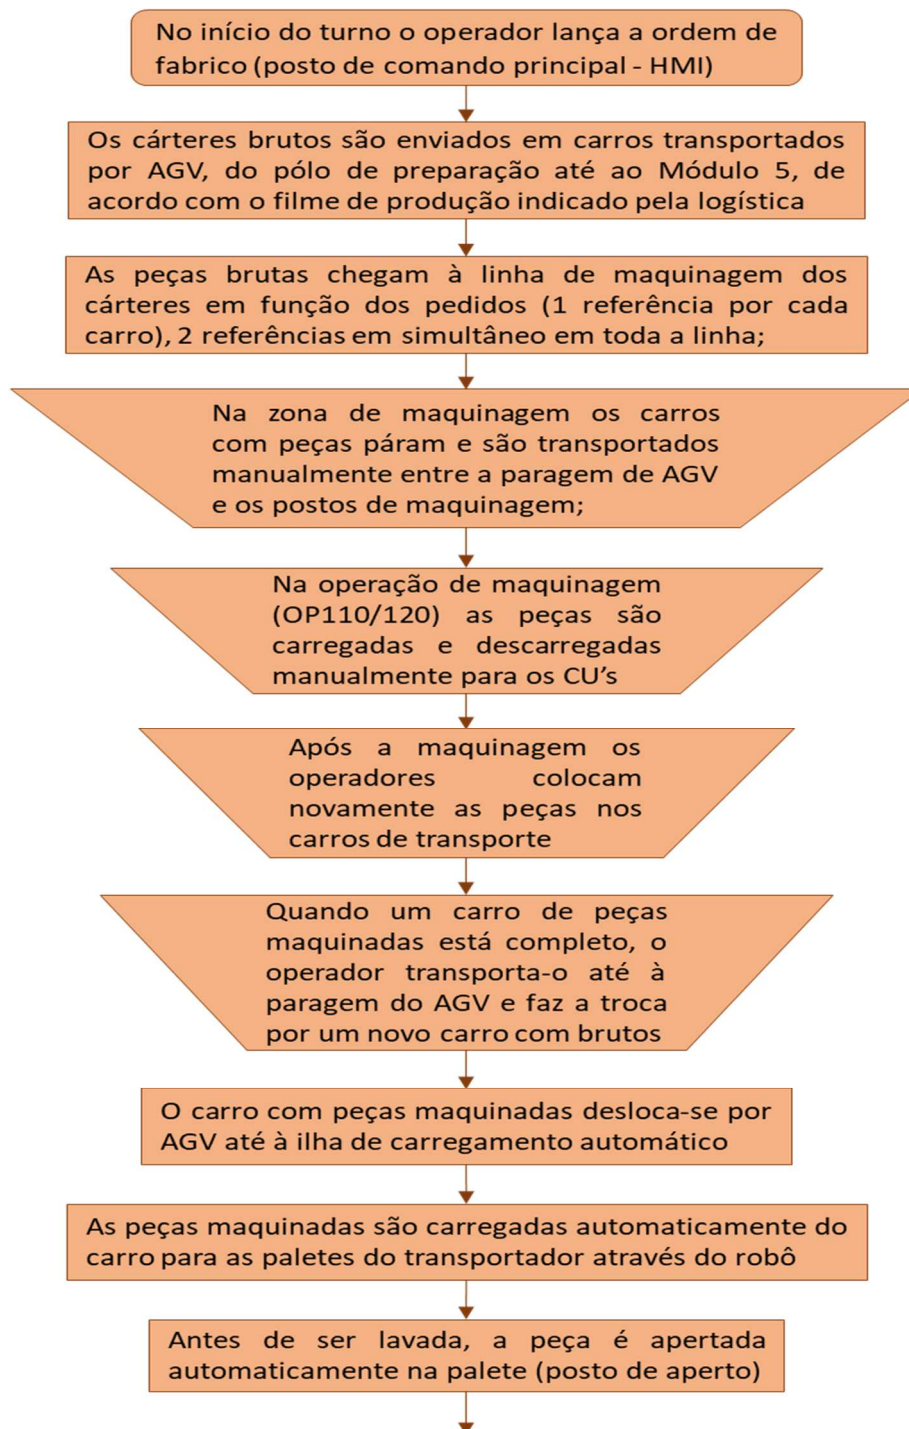 No início do turno o operador lança a ordem de
fabrico (posto de comando principal - HMI)
Os cárteres brutos são enviados em carros transportados
por AGV, do pólo de preparação até ao Módulo 5, de
acordo com o filme de produção indicado pela logística
As peças brutas chegam à linha de maquinagem dos
cárteres em função dos pedidos (1 referência por cada
carro), 2 referências em simultâneo em toda a linha;
Na zona de maquinagem os carros
com peças páram e são transportados
manualmente entre a paragem de AGV
e os postos de maquinagem;
Na operação de maquinagem
(OP110/120) as peças são
carregadas e descarregadas
manualmente para os CU’s
Após a maquinagem os
operadores colocam
novamente as peças nos
carros de transporte
Quando um carro de peças
maquinadas está completo, o
operador transporta-o até à
paragem do AGV e faz a troca
por um novo carro com brutos
O carro com peças maquinadas desloca-se por
AGV até à ilha de carregamento automático
As peças maquinadas são carregadas automaticamente do
carro para as paletes do transportador através do robô
Antes de ser lavada, a peça é apertada
automaticamente na palete (posto de aperto)